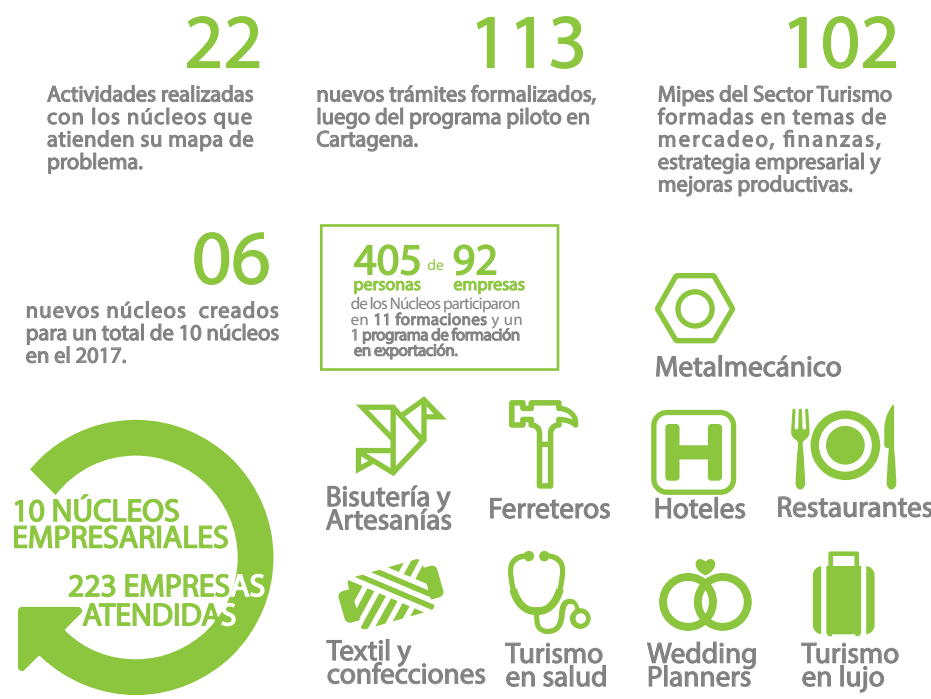 22
Actividades realizadas
con los núcleos que
atienden su mapa de
problema.
113
nuevos trámites formalizados,
luego del programa piloto en
Cartagena.
102
Mipes del Sector Turismo
formadas en temas de
mercadeo, finanzas,
estrategia empresarial y
mejoras productivas.
06
nuevos núcleos creados
para un total de 10 núcleos
en el 2017.
405 de 92
personas empresas
de los Núcleos participaron
en 11 formaciones y un
1 programa de formación
en exportación.
Metalmecánico
10 NÚCLEOS
EMPRESARIALES
223 EMPRESAS
ATENDIDAS
Bisutería y
Artesanías
Ferreteros
H
Hoteles
Restaurantes
Textil y
confecciones
Turismo
en salud
Wedding
Planners
Turismo
en lujo